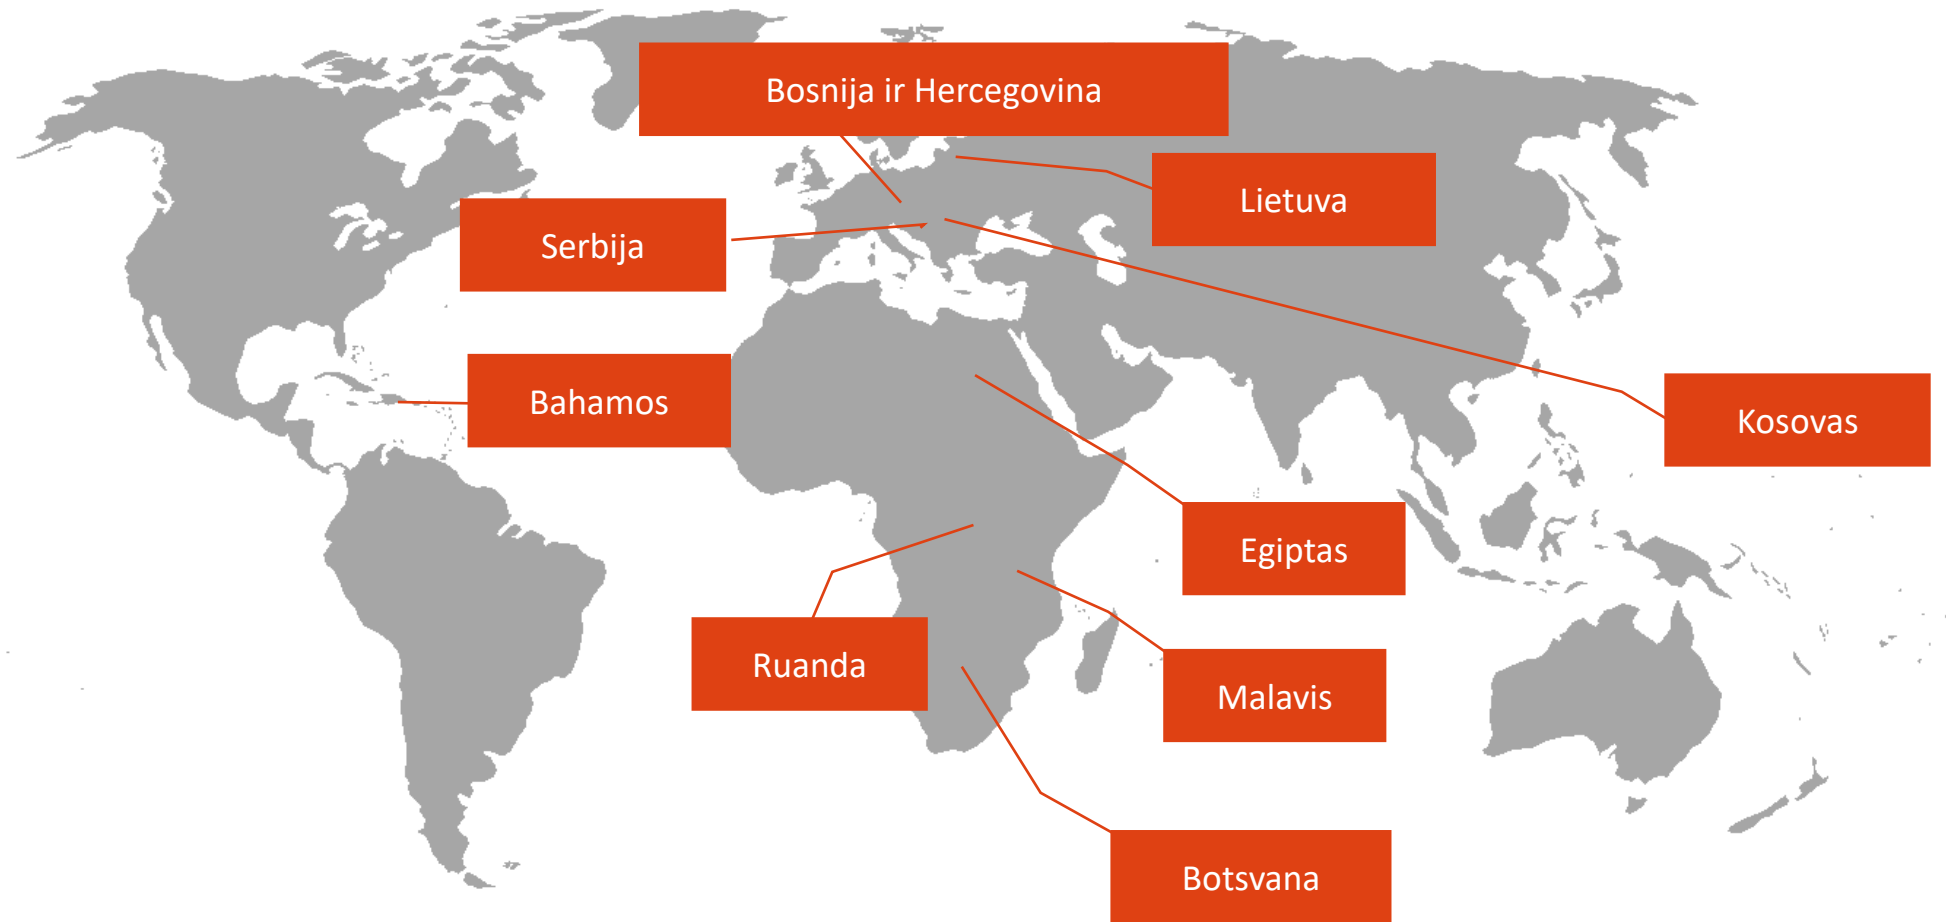 Bosnija ir Hercegovina
Lietuva
Serbija
Bahamos
Kosovas
Egiptas
Ruanda
Malavis
Botsvana